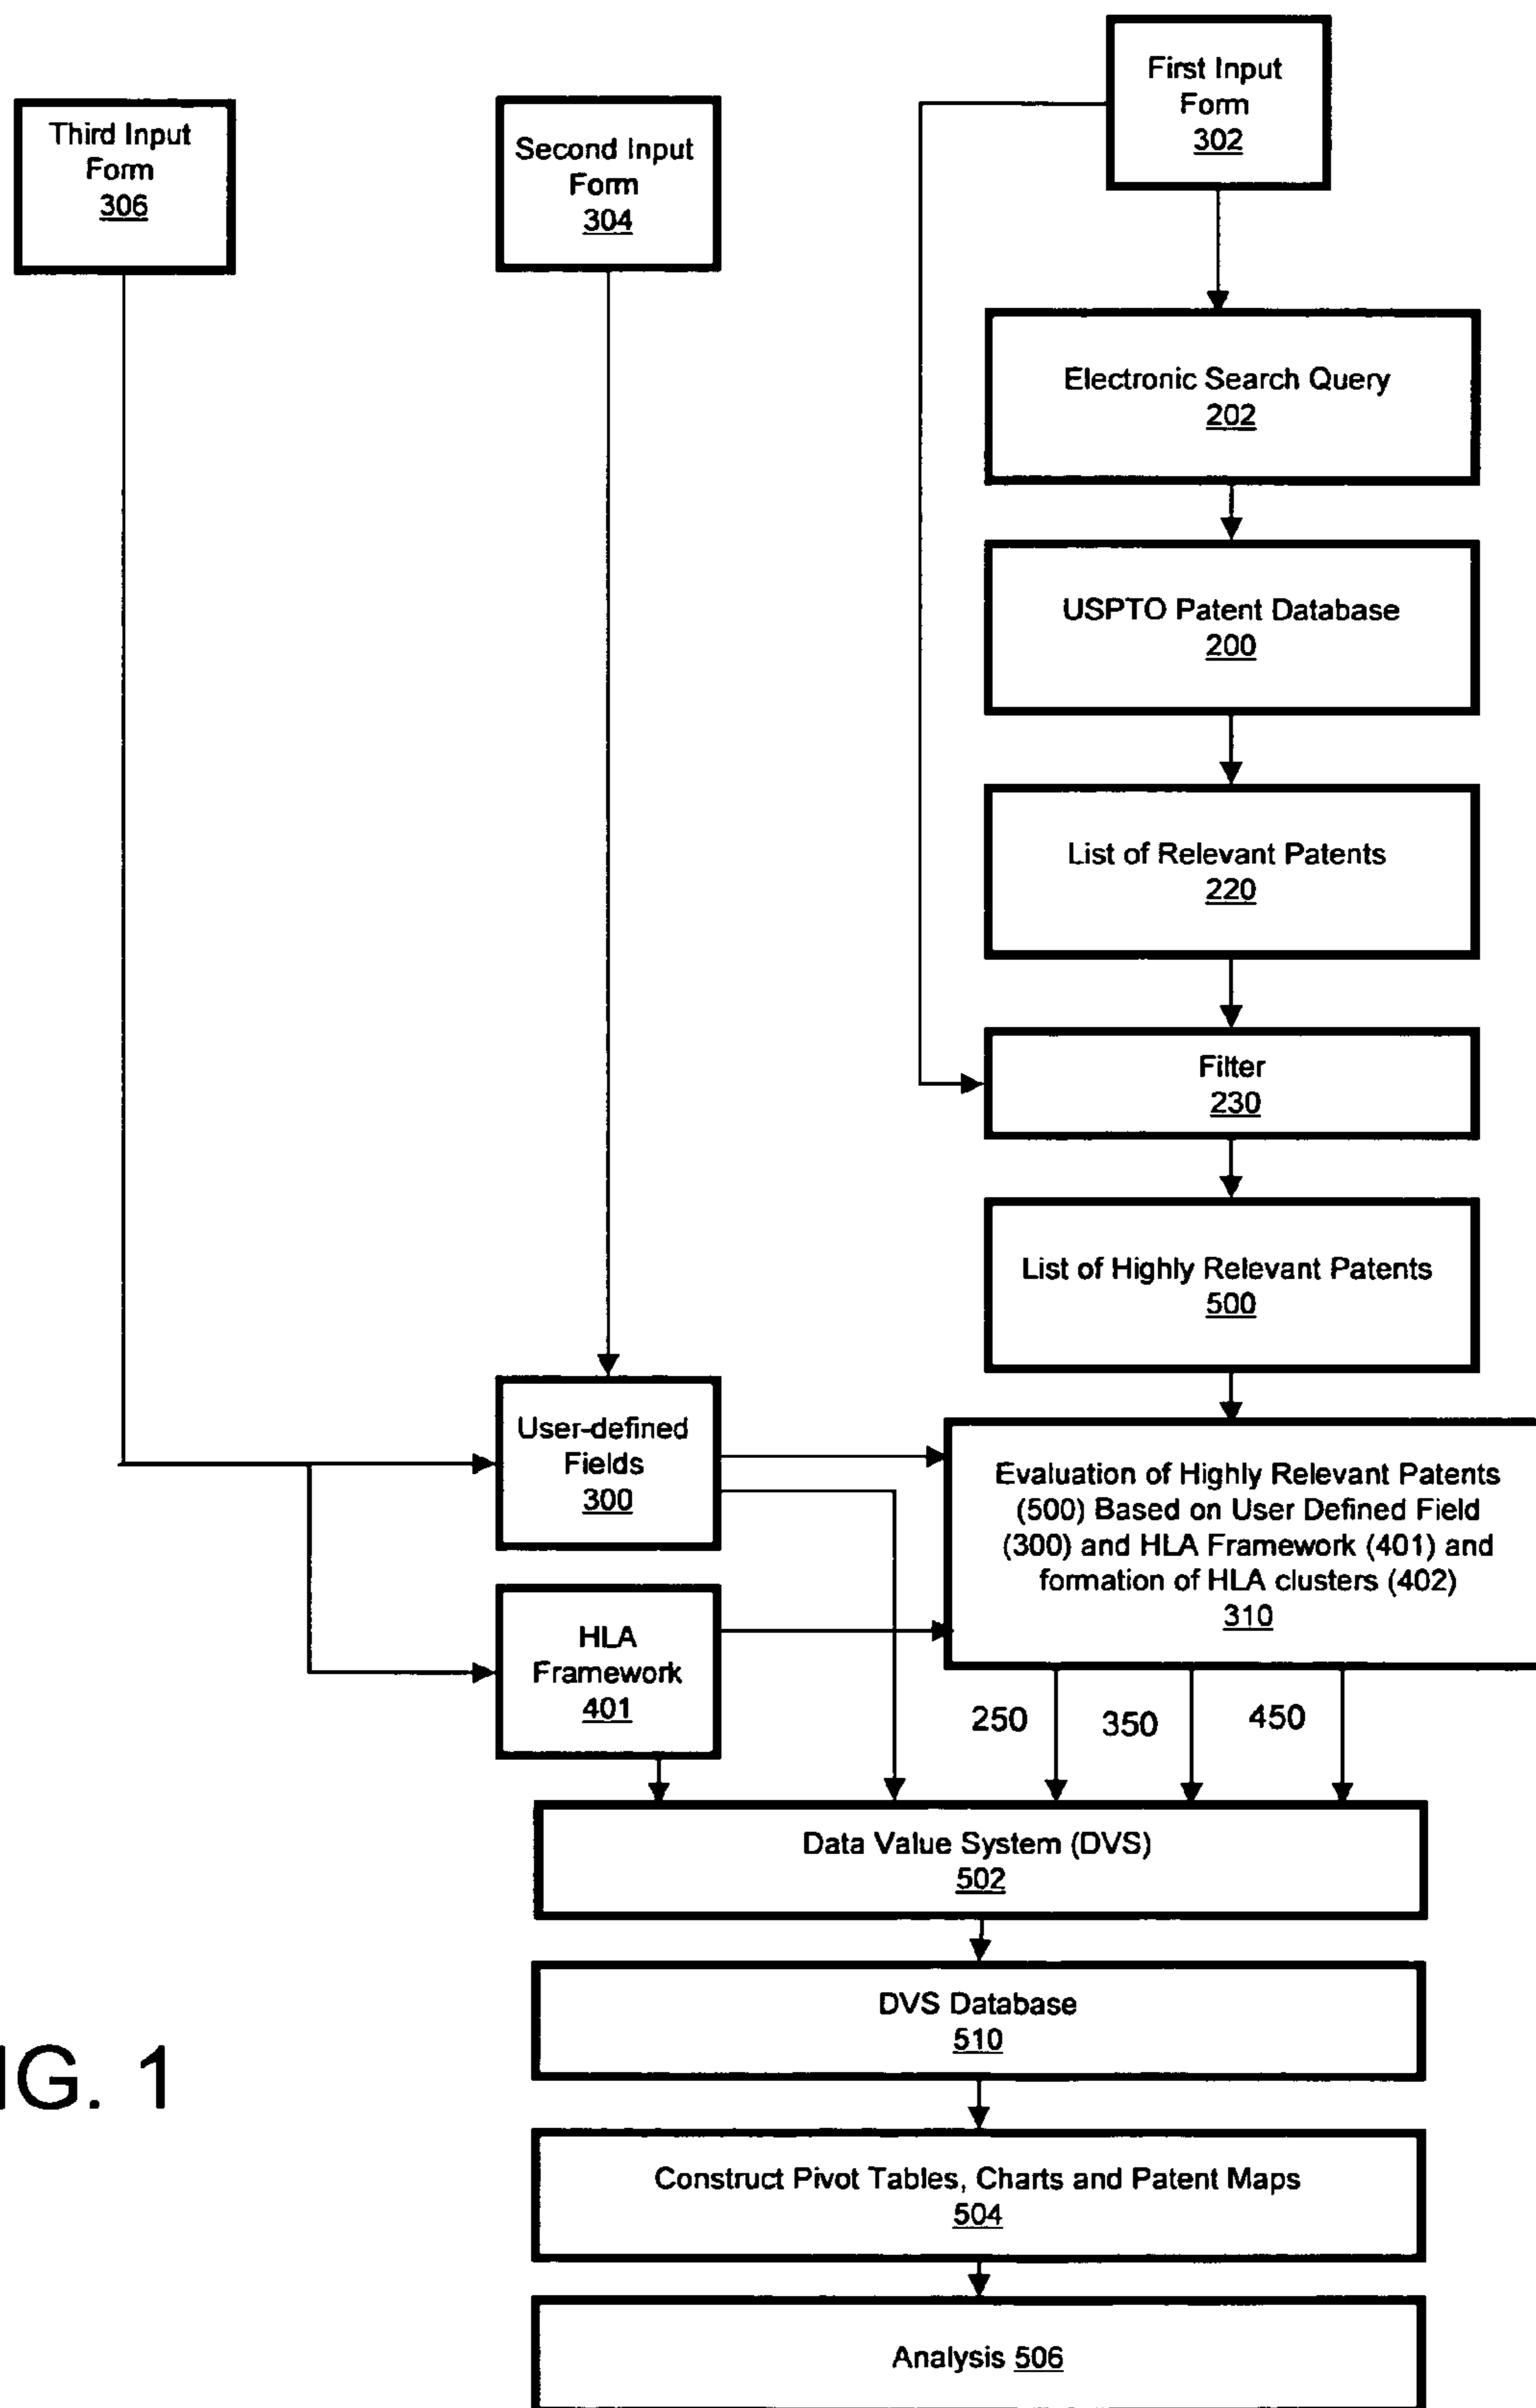 First Input
Form
302
Third Input
Form
306
Second Input
Form
304
Electronic Search Query
202
USPTO Patent Database
200
List of Relevant Patents
220
Filter
230
List of Highly Relevant Patents
500
User-defined
Fields
300
Evaluation of Highly Relevant Patents
(500) Based on User Defined Field
(300) and HLA Framework (401) and
formation of HLA clusters (402)
310
HLA
Framework
401
250
350
450
Data Value System (DVS)
502
DVS Database
510
Construct Pivot Tables, Charts and Patent Maps
504
Analysis 506
IG. 1